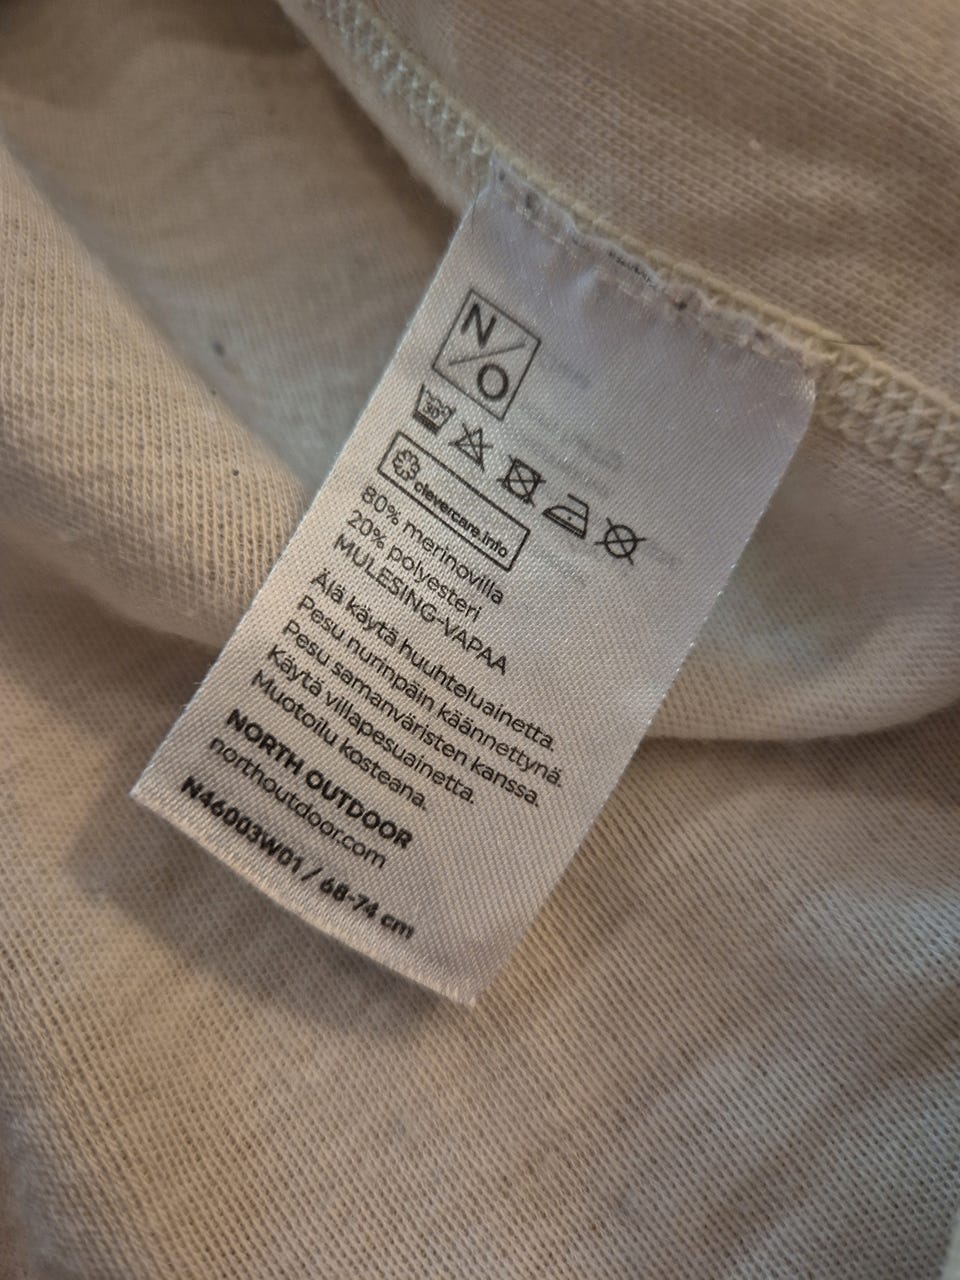 N/O
30°
clevercare.info
80% merinovilla
20% polyesteri
MULESING-VAPAA
Älä käytä huuhteluainetta.
Pesu nurinpäin käännettynä.
Pesu samanväristen kanssa.
Käytä villapesuainetta.
Muotoilu kosteana.
NORTH OUTDOOR
northoutdoor.com
N46003W01 / 68-74 cm